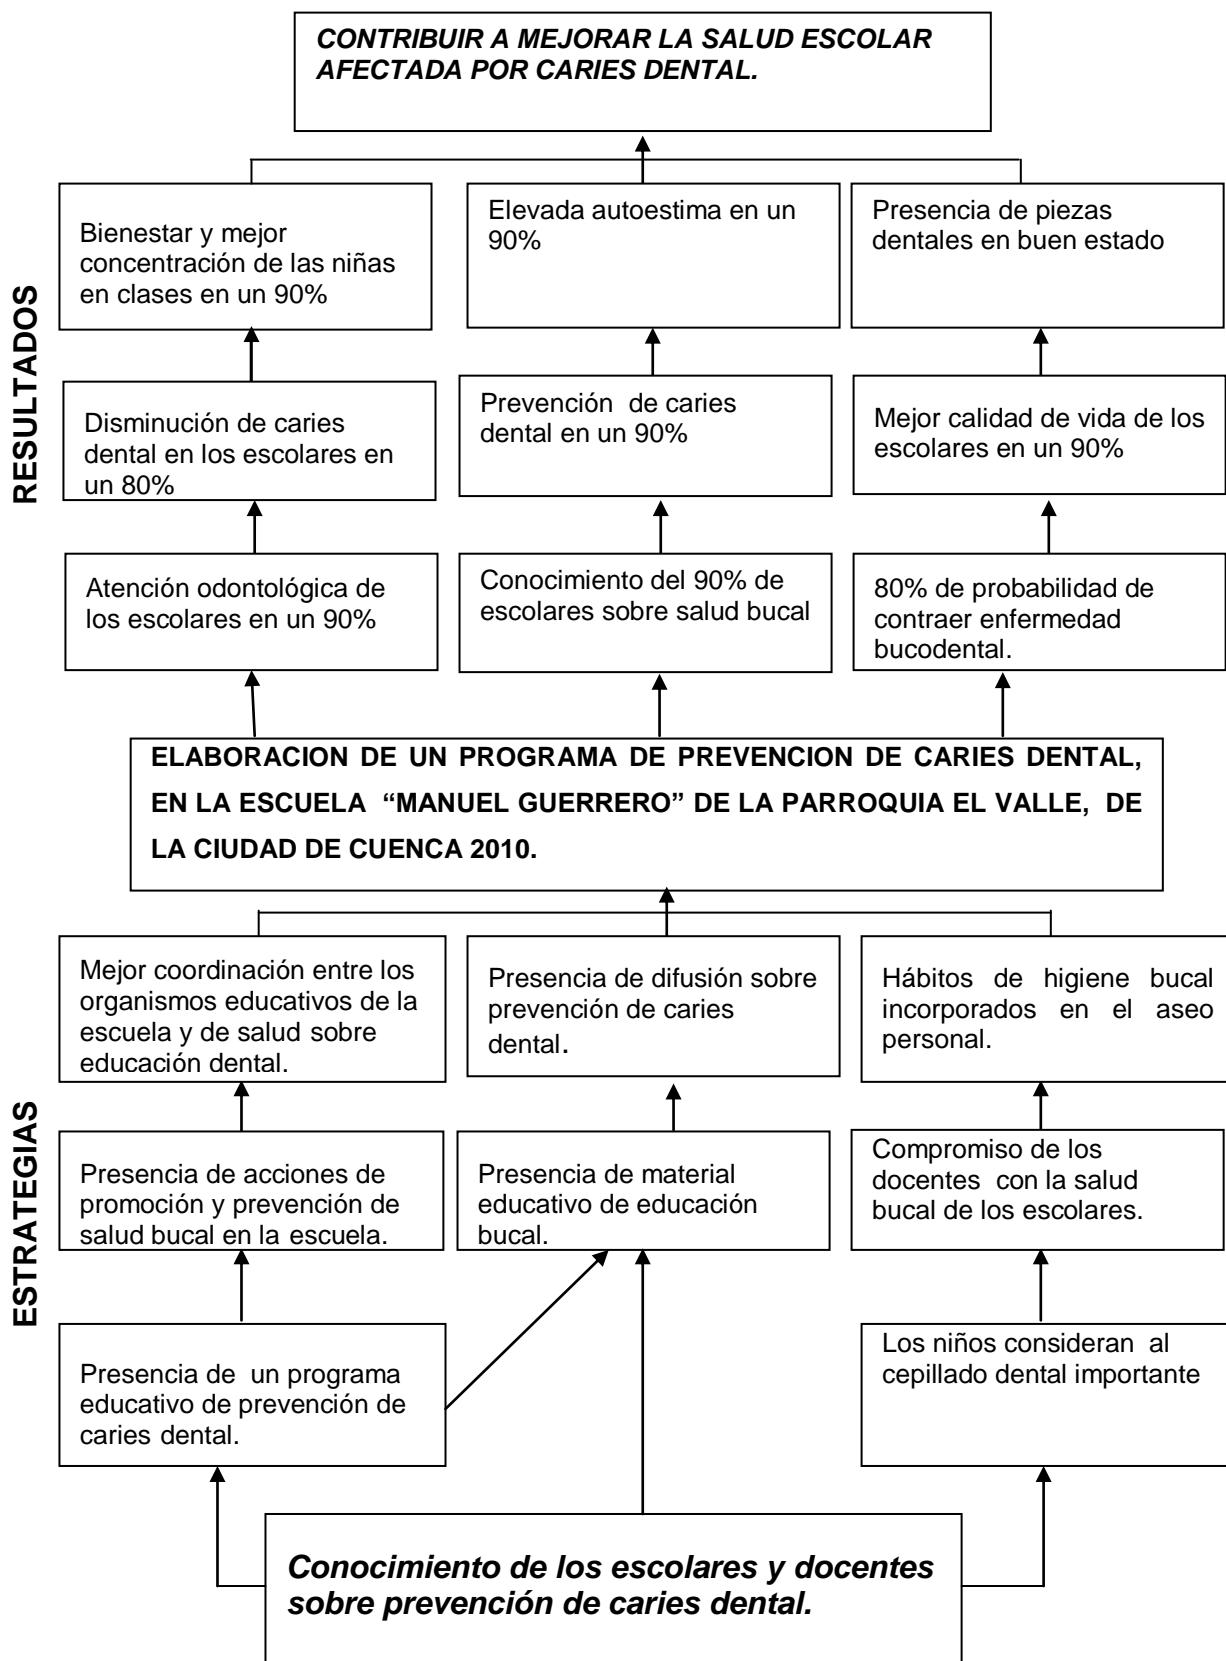 CONTRIBUIR A MEJORAR LA SALUD ESCOLAR
AFECTADA POR CARIES DENTAL.
RESULTADOS
Bienestar y mejor
concentración de las niñas
en clases en un 90%
Elevada autoestima en un
90%
Presencia de piezas
dentales en buen estado
Disminución de caries
dental en los escolares en
un 80%
Prevención de caries
dental en un 90%
Mejor calidad de vida de los
escolares en un 90%
Atención odontológica de
los escolares en un 90%
Conocimiento del 90% de
escolares sobre salud bucal
80% de probabilidad de
contraer enfermedad
bucodental.
ELABORACION DE UN PROGRAMA DE PREVENCION DE CARIES DENTAL,
EN LA ESCUELA “MANUEL GUERRERO” DE LA PARROQUIA EL VALLE, DE
LA CIUDAD DE CUENCA 2010.
ESTRATEGIAS
Mejor coordinación entre los
organismos educativos de la
escuela y de salud sobre
educación dental.
Presencia de difusión sobre
prevención de caries
dental.
Hábitos de higiene bucal
incorporados en el aseo
personal.
Presencia de acciones de
promoción y prevención de
salud bucal en la escuela.
Presencia de material
educativo de educación
bucal.
Compromiso de los
docentes con la salud
bucal de los escolares.
Presencia de un programa
educativo de prevención de
caries dental.
Los niños consideran al
cepillado dental importante
Conocimiento de los escolares y docentes
sobre prevención de caries dental.